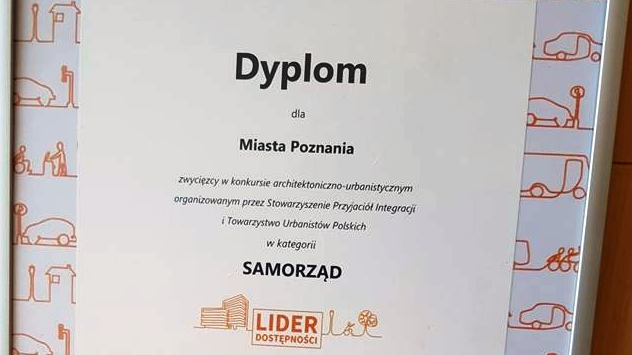 Dyplom
dla
Miasta Poznania
zwycięzcy w konkursie architektoniczno-urbanistycznym
organizowanym przez Stowarzyszenie Przyjaciół Integracji
i Towarzystwo Urbanistów Polskich
w kategorii
SAMORZĄD
LIDER
DOSTĘPNOŚCI
lat